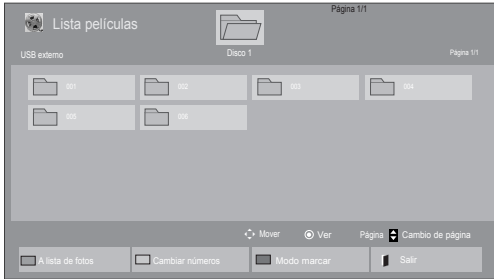 Página 1/1
Lista películas
USB externo
Disco 1
Página 1/1
001 002 003 004
005 006
Mover Ver Página Cambio de página
A lista de fotos Cambiar números Modo marcar Salir